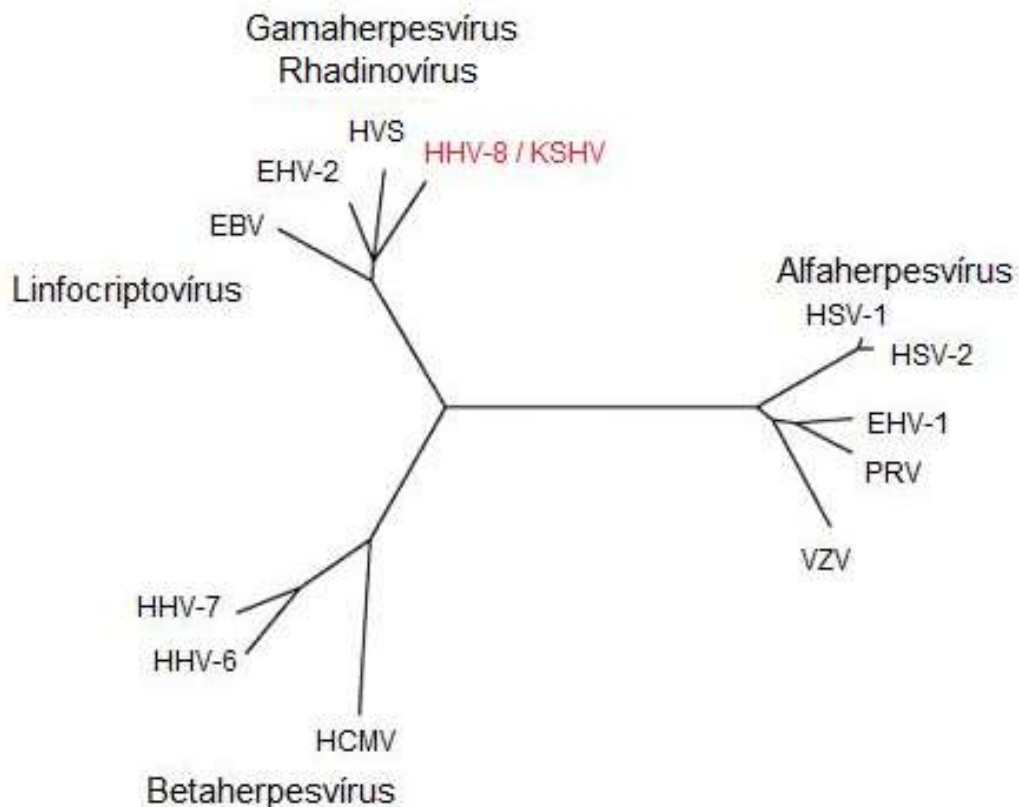 Gamaherpesvírus
Rhadinovírus
HVS
HHV-8 / KSHV
EHV-2
EBV
Linfocriptovírus
Alfaherpesvírus
HSV-1
HSV-2
EHV-1
PRV
VZV
HHV-7
HHV-6
HCMV
Betaherpesvírus